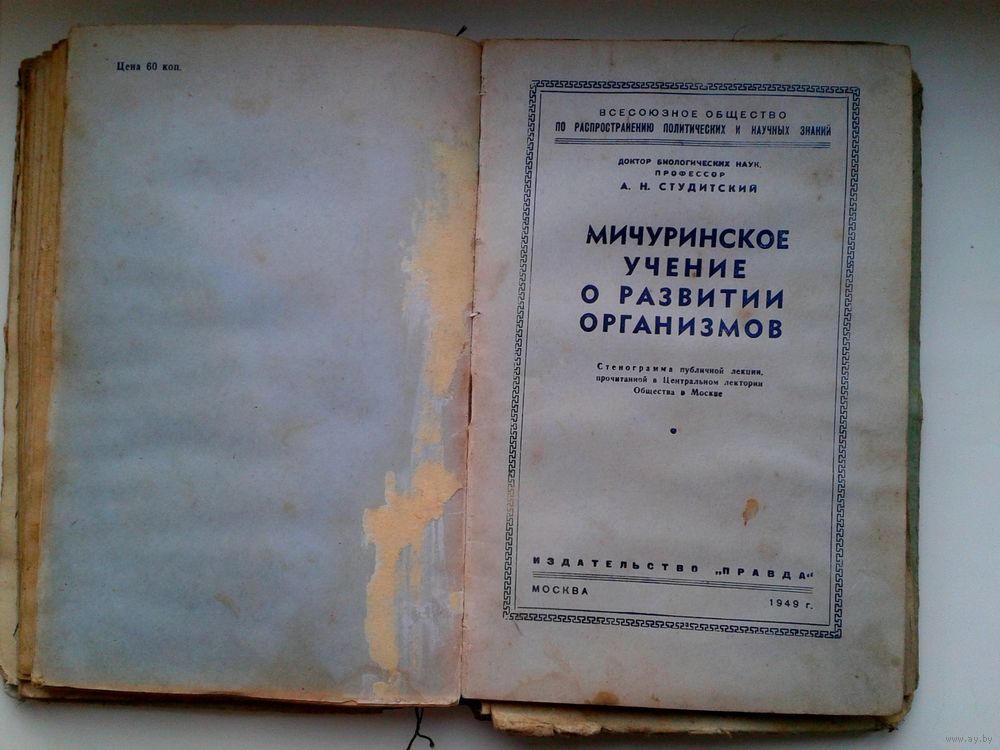 Цена 60 коп.
ВСЕСОЮЗНОЕ ОБЩЕСТВО
ПО РАСПРОСТРАНЕНИЮ ПОЛИТИЧЕСКИХ И НАУЧНЫХ ЗНАНИЙ
ДОКТОР БИОЛОГИЧЕСКИХ НАУК,
ПРОФЕССОР
А. Н. СТУДИТСКИЙ
МИЧУРИНСКОЕ
УЧЕНИЕ
О РАЗВИТИИ
ОРГАНИЗМОВ
Стенограмма публичной лекции,
прочитанной в Центральном лектории
Общества в Москве
ИЗДАТЕЛЬСТВО „ПРАВДА“
МОСКВА
1949 г.
www.ay.by